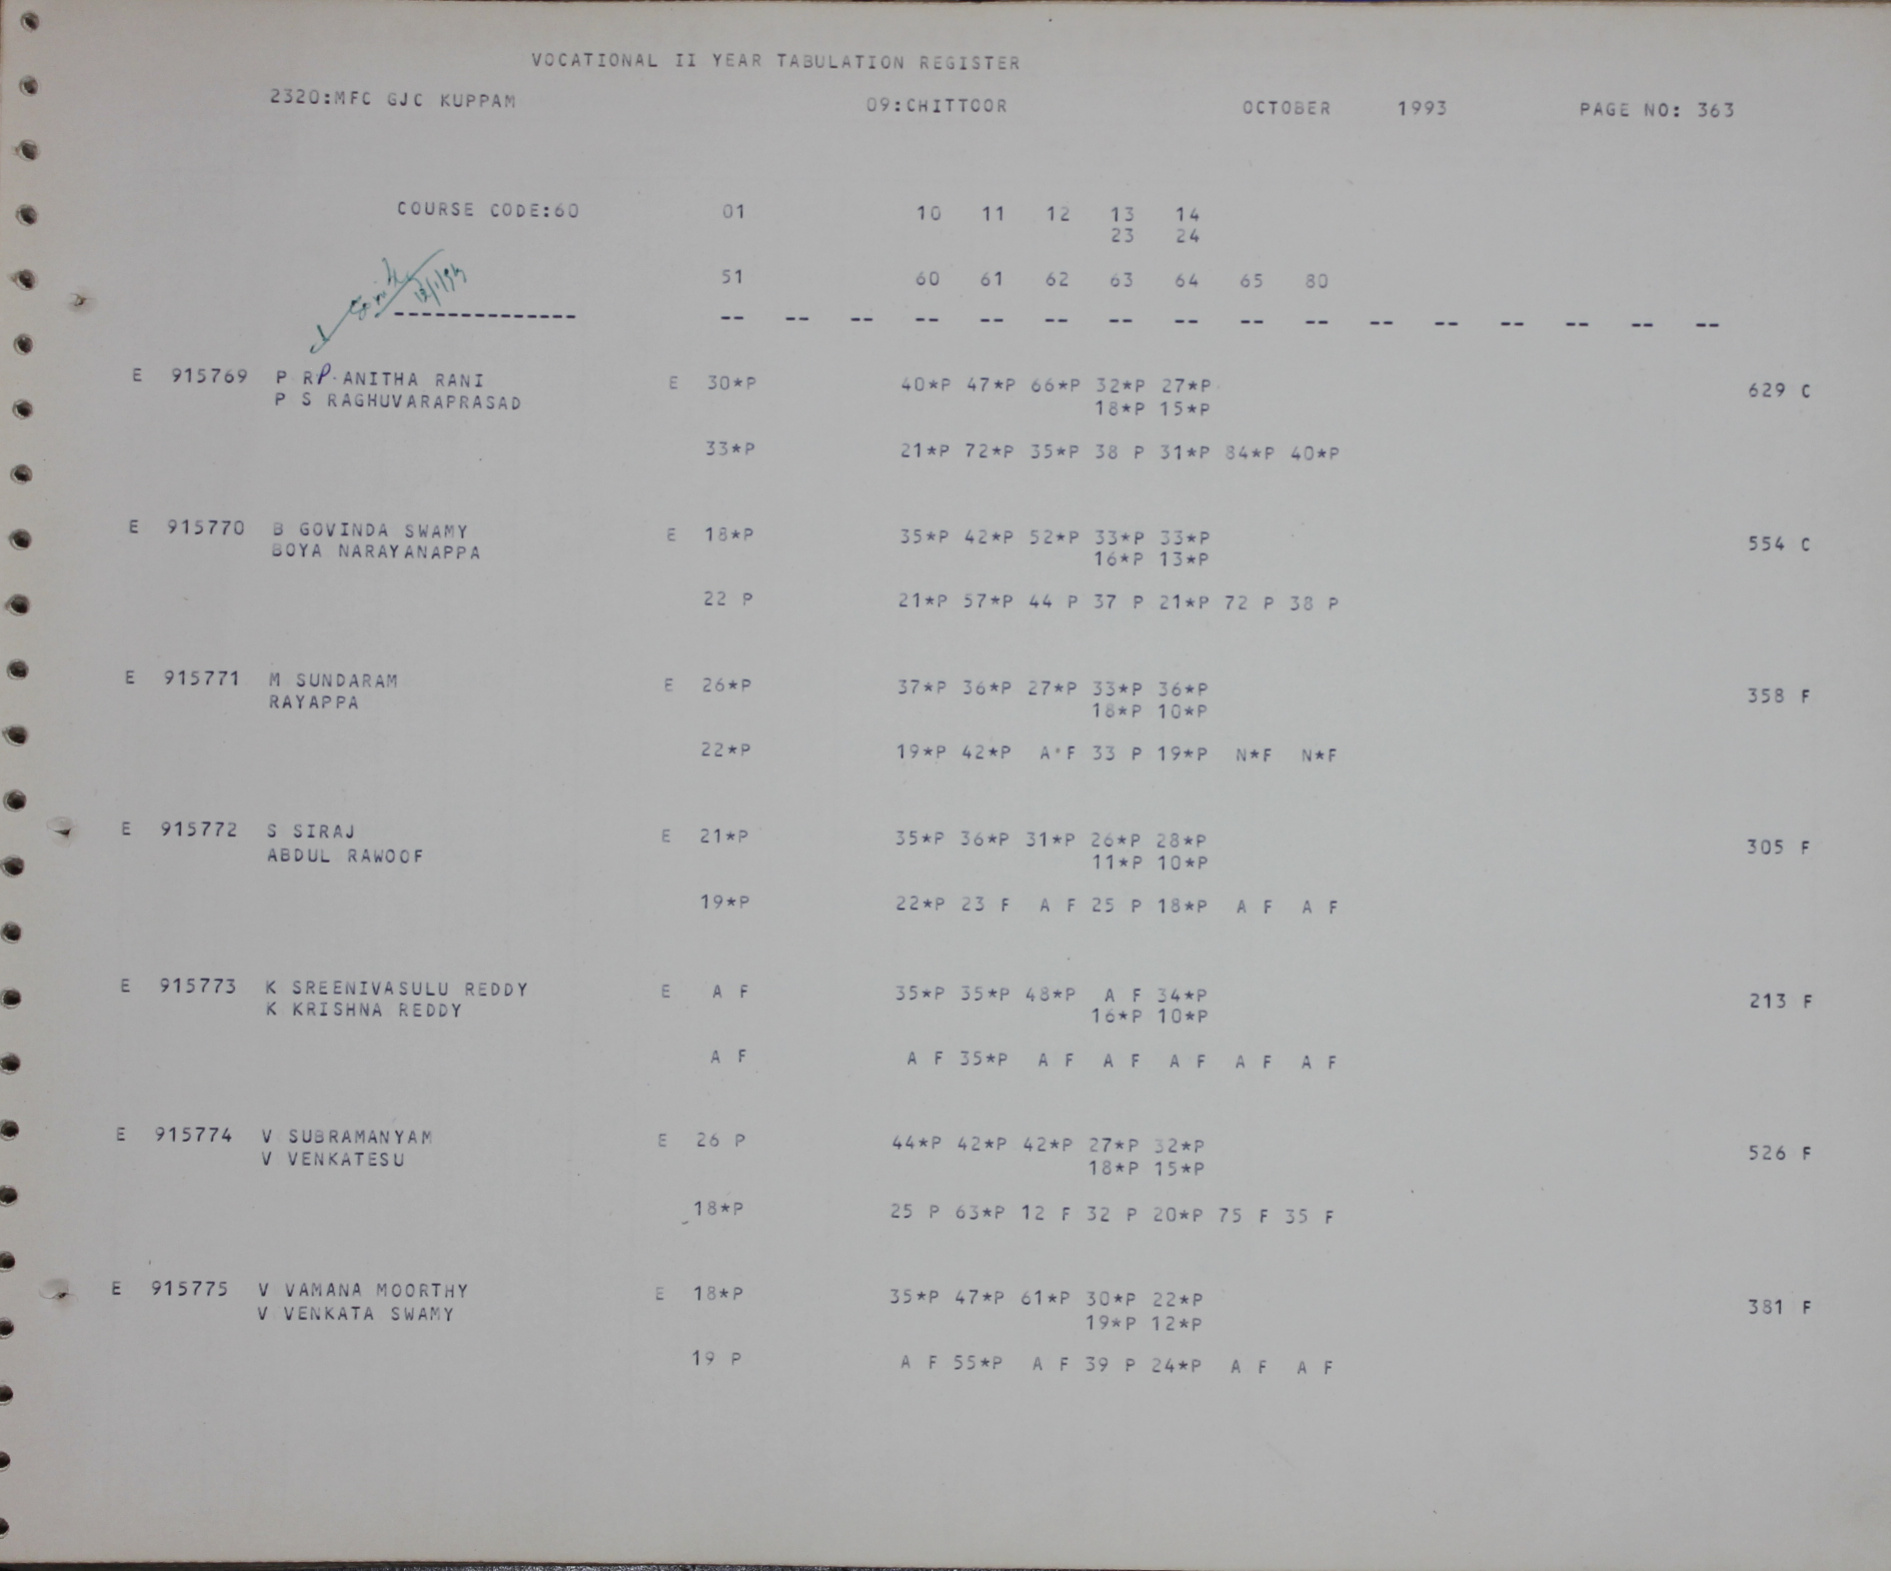 VOCATIONAL II YEAR TABULATION REGISTER
2320:MFC GJC KUPPAM 09:CHITTOOR OCTOBER 1993 PAGE NO: 363
COURSE CODE:60 01 10 11 12 13 14
23 24
51 60 61 62 63 64 65 80
-------------- -- -- -- -- -- -- -- -- -- -- -- -- -- -- -- --
E 915769 P RP ANITHA RANI E 30*P 40*P 47*P 66*P 32*P 27*P 629 C
P S RAGHUVARAPRASAD 18*P 15*P
33*P 21*P 72*P 35*P 38 P 31*P 84*P 40*P
E 915770 B GOVINDA SWAMY E 18*P 35*P 42*P 52*P 33*P 33*P 554 C
BOYA NARAYANAPPA 16*P 13*P
22 P 21*P 57*P 44 P 37 P 21*P 72 P 38 P
E 915771 M SUNDARAM E 26*P 37*P 36*P 27*P 33*P 36*P 358 F
RAYAPPA 18*P 10*P
22*P 19*P 42*P A F 33 P 19*P N*F N*F
E 915772 S SIRAJ E 21*P 35*P 36*P 31*P 26*P 28*P 305 F
ABDUL RAWOOF 11*P 10*P
19*P 22*P 23 F A F 25 P 18*P A F A F
E 915773 K SREENIVASULU REDDY E A F 35*P 35*P 48*P A F 34*P 213 F
K KRISHNA REDDY 16*P 10*P
A F A F 35*P A F A F A F A F A F
E 915774 V SUBRAMANYAM E 26 P 44*P 42*P 42*P 27*P 32*P 526 F
V VENKATESU 18*P 15*P
18*P 25 P 63*P 12 F 32 P 20*P 75 F 35 F
E 915775 V VAMANA MOORTHY E 18*P 35*P 47*P 61*P 30*P 22*P 381 F
V VENKATA SWAMY 19*P 12*P
19 P A F 55*P A F 39 P 24*P A F A F